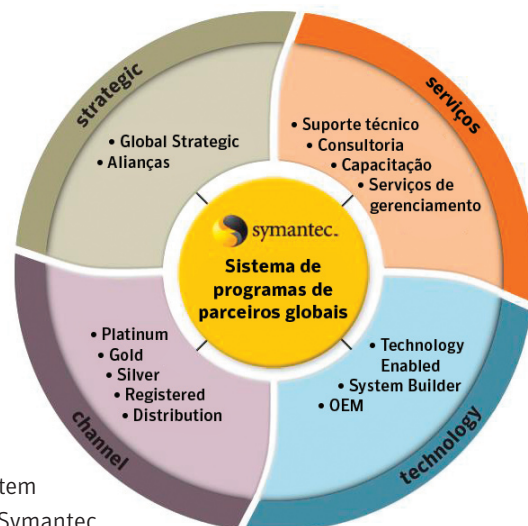 strategic
• Global Strategic
• Alianças
serviços
• Suporte técnico
• Consultoria
• Capacitação
• Serviços de
gerenciamento
symantec™
Sistema de
programas de
parceiros globais
• Platinum
• Gold
• Silver
• Registered
• Distribution
channel
• Technology
Enabled
• System Builder
• OEM
technology
tem
Symantec